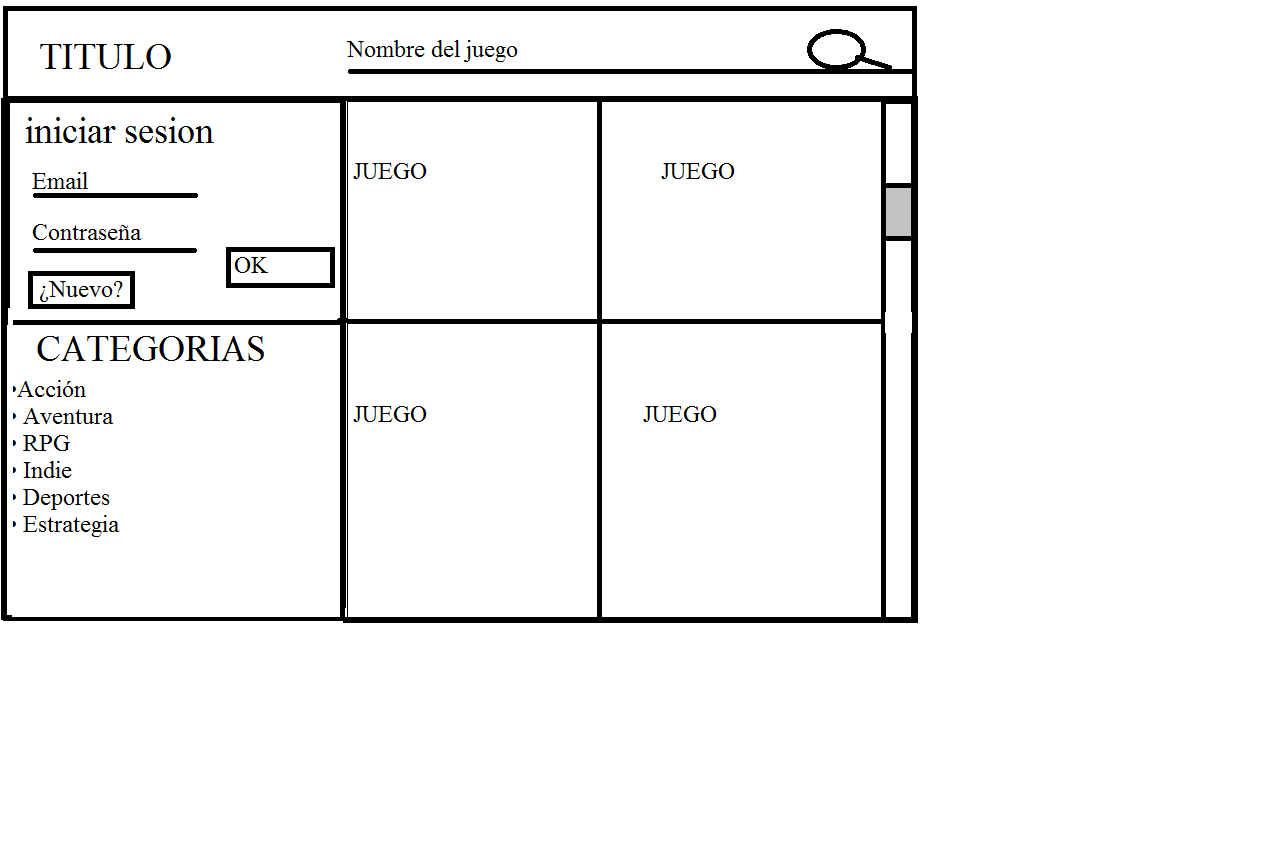 TITULO
Nombre del juego
iniciar sesion
Email
Contraseña
OK
¿Nuevo?
JUEGO
JUEGO
CATEGORIAS
Acción
Aventura
RPG
Indie
Deportes
Estrategia
JUEGO
JUEGO